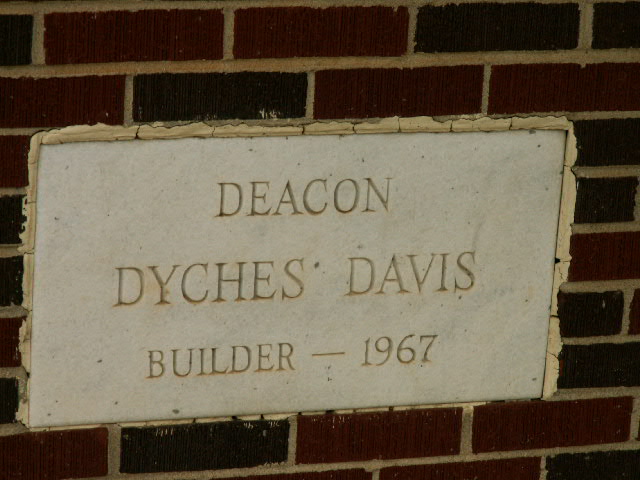 DEACON
DYCHES DAVIS
BUILDER — 1967